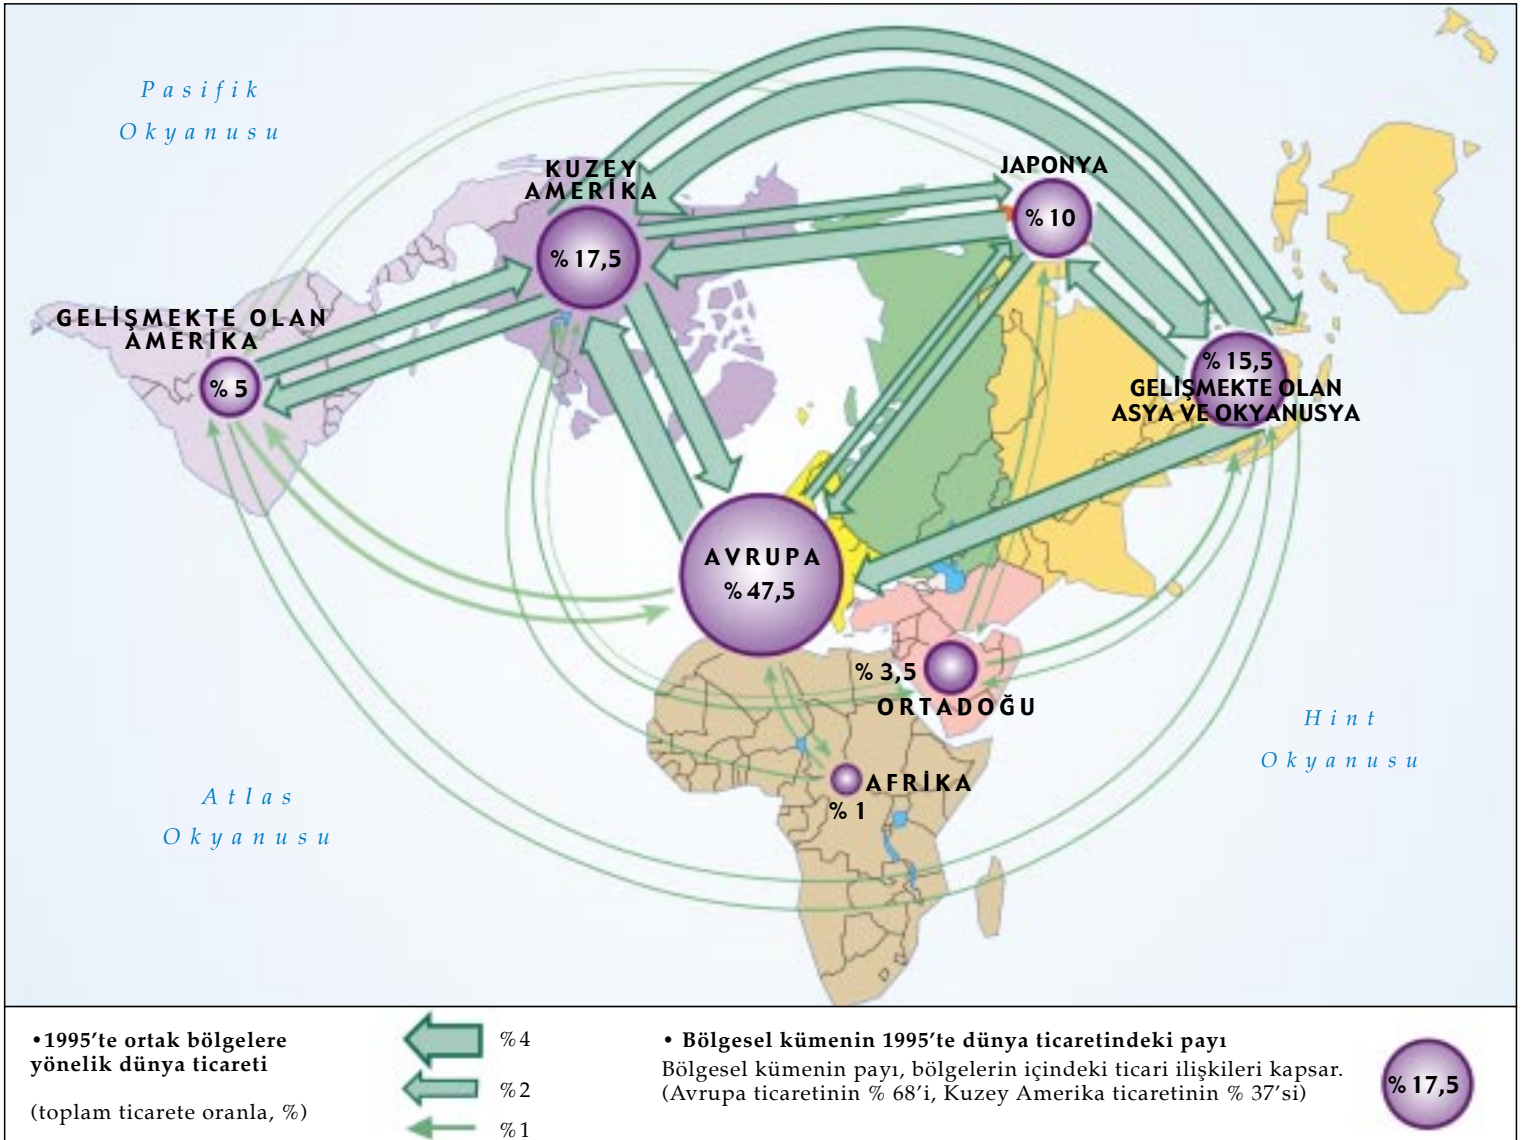 Pasifik
Okyanusu
KUZEY
AMERİKA
% 17,5
JAPONYA
% 10
GELİŞMEKTE OLAN
AMERİKA
% 5
% 15,5
GELİŞMEKTE OLAN
ASYA VE OKYANUSYA
AVRUPA
% 47,5
% 3,5
ORTADOĞU
AFRİKA
% 1
Hint
Okyanusu
Atlas
Okyanusu
•1995’te ortak bölgelere
yönelik dünya ticareti
(toplam ticarete oranla, %)
%4
%2
%1
• Bölgesel kümenin 1995’te dünya ticaretindeki payı
Bölgesel kümenin payı, bölgelerin içindeki ticari ilişkileri kapsar.
(Avrupa ticaretinin % 68’i, Kuzey Amerika ticaretinin % 37’si)
% 17,5